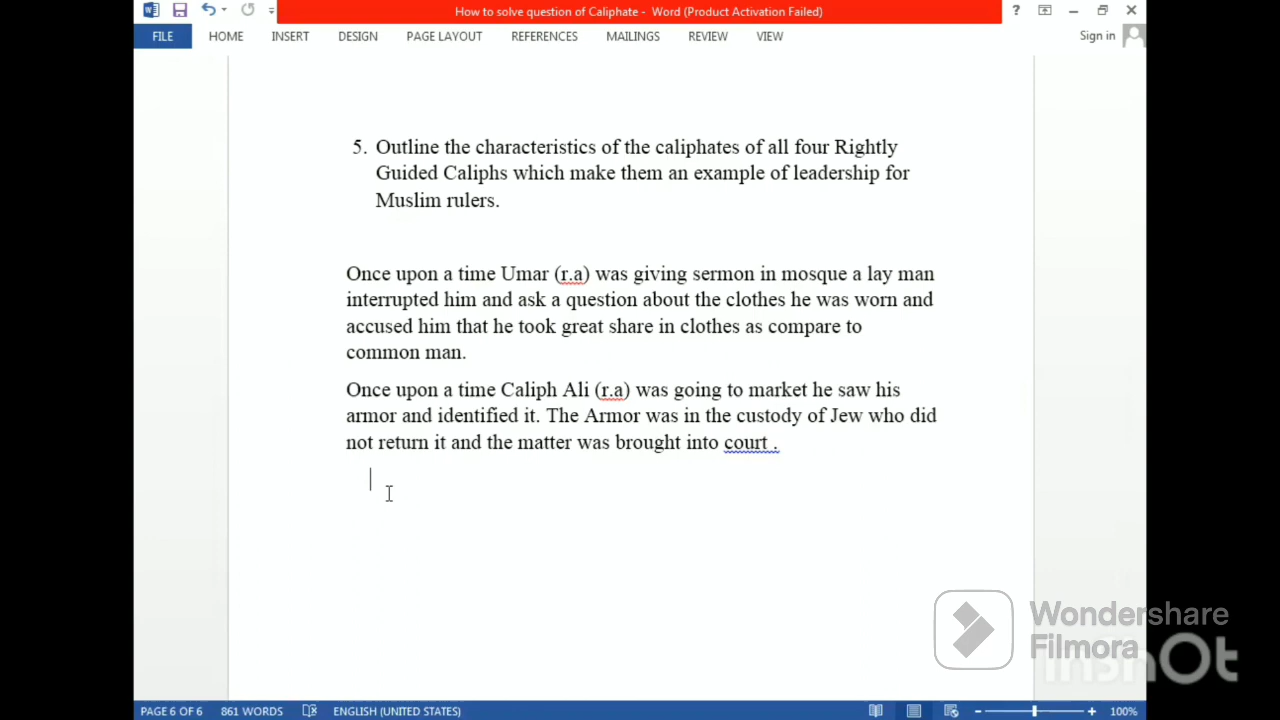 How to solve question of Caliphate - Word (Product Activation Failed)
?
FILE HOME INSERT DESIGN PAGE LAYOUT REFERENCES MAILINGS REVIEW VIEW Sign in
5. Outline the characteristics of the caliphates of all four Rightly
Guided Caliphs which make them an example of leadership for
Muslim rulers.
Once upon a time Umar (r.a) was giving sermon in mosque a lay man
interrupted him and ask a question about the clothes he was worn and
accused him that he took great share in clothes as compare to
common man.
Once upon a time Caliph Ali (r.a) was going to market he saw his
armor and identified it. The Armor was in the custody of Jew who did
not return it and the matter was brought into court .
Wondershare
Filmora
InShOt
PAGE 6 OF 6 861 WORDS ENGLISH (UNITED STATES) 100%